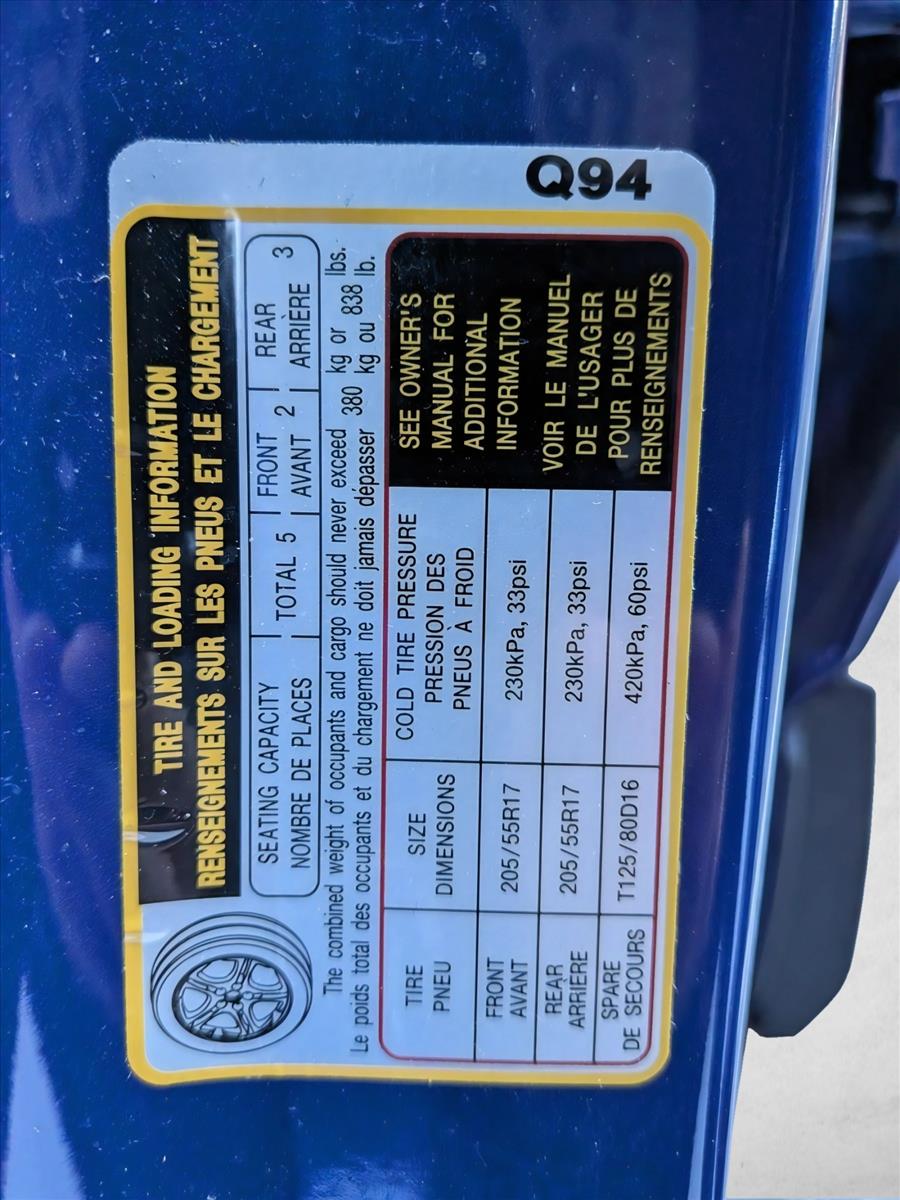 TIRE AND LOADING INFORMATION
RENSEIGNEMENTS SUR LES PNEUS ET LE CHARGEMENT
SEATING CAPACITY
NOMBRE DE PLACES
TOTAL 5
FRONT
AVANT 2
REAR
ARRIÈRE 3
The combined weight of occupants and cargo should never exceed 380 kg or 838 lbs.
Le poids total des occupants et du chargement ne doit jamais dépasser 380 kg ou 838 lb.
TIRE
PNEU
SIZE
DIMENSIONS
COLD TIRE PRESSURE
PRESSION DES
PNEUS À FROID
FRONT
AVANT
205/55R17
230kPa, 33psi
REAR
ARRIÈRE
205/55R17
230kPa, 33psi
SPARE
DE SECOURS
T125/80D16
420kPa, 60psi
SEE OWNER'S
MANUAL FOR
ADDITIONAL
INFORMATION
VOIR LE MANUEL
DE L'USAGER
POUR PLUS DE
RENSEIGNEMENTS
Q94